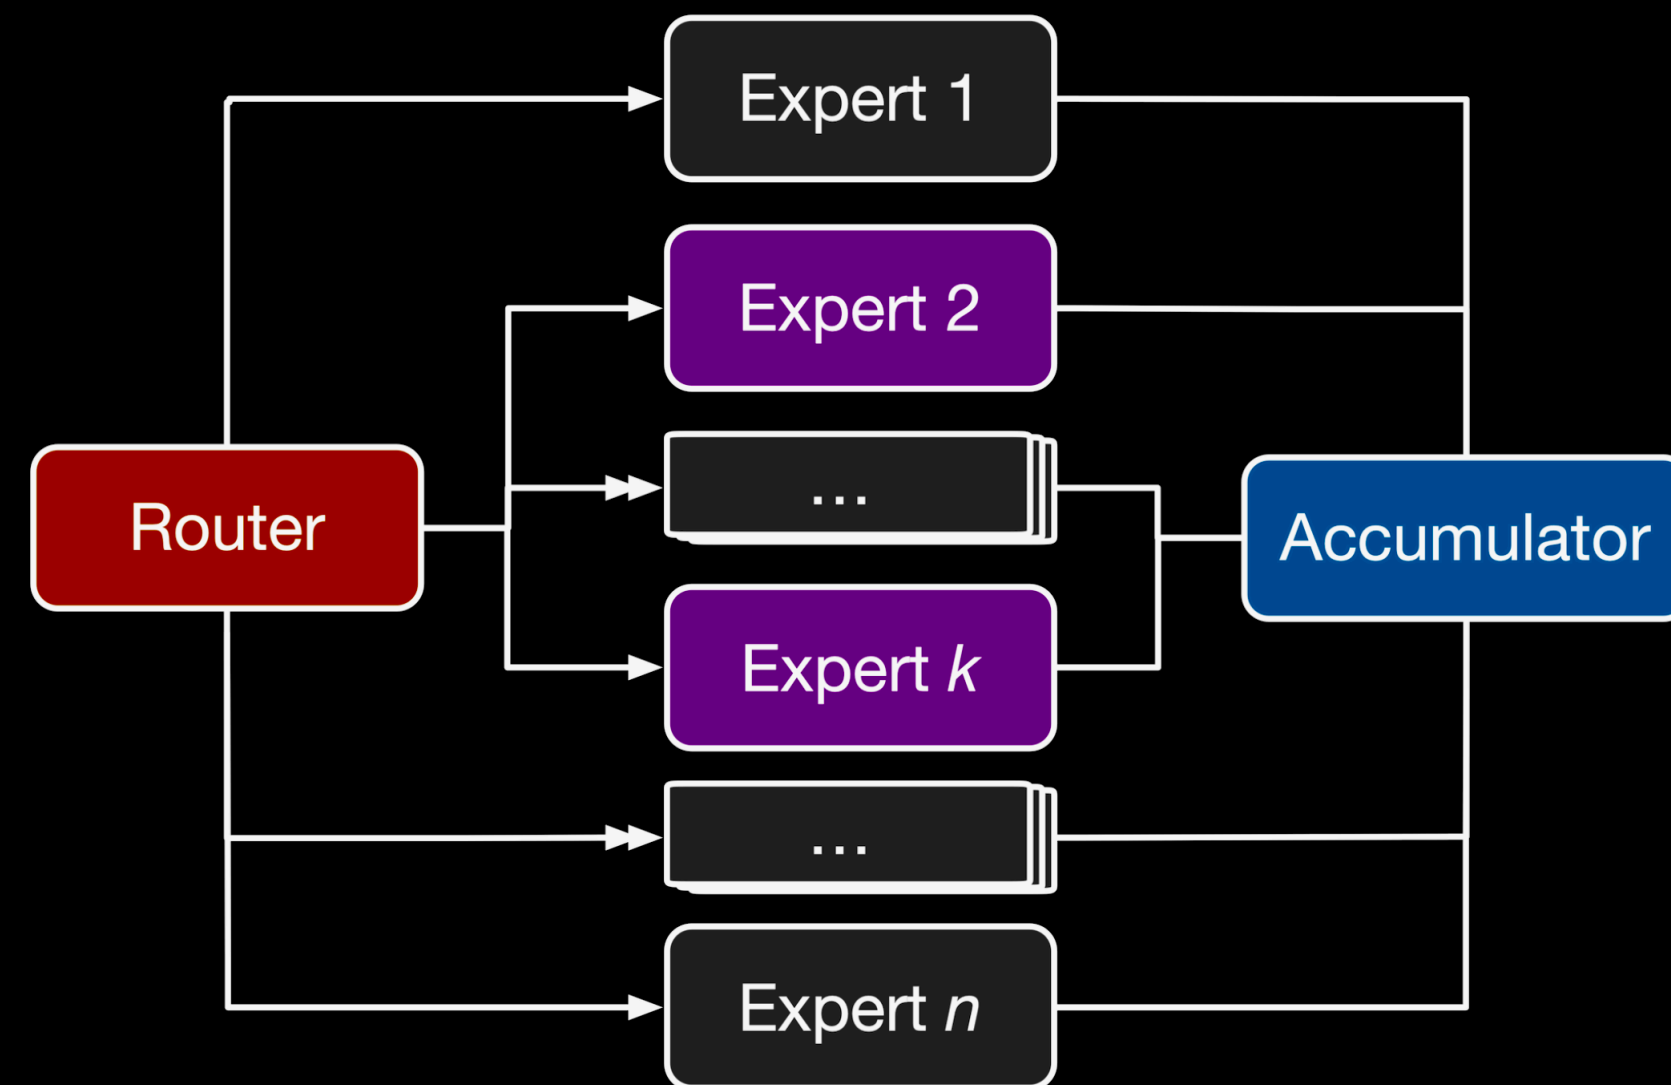 Expert 1
Expert 2
...
Router
Accumulator
Expert k
...
Expert n